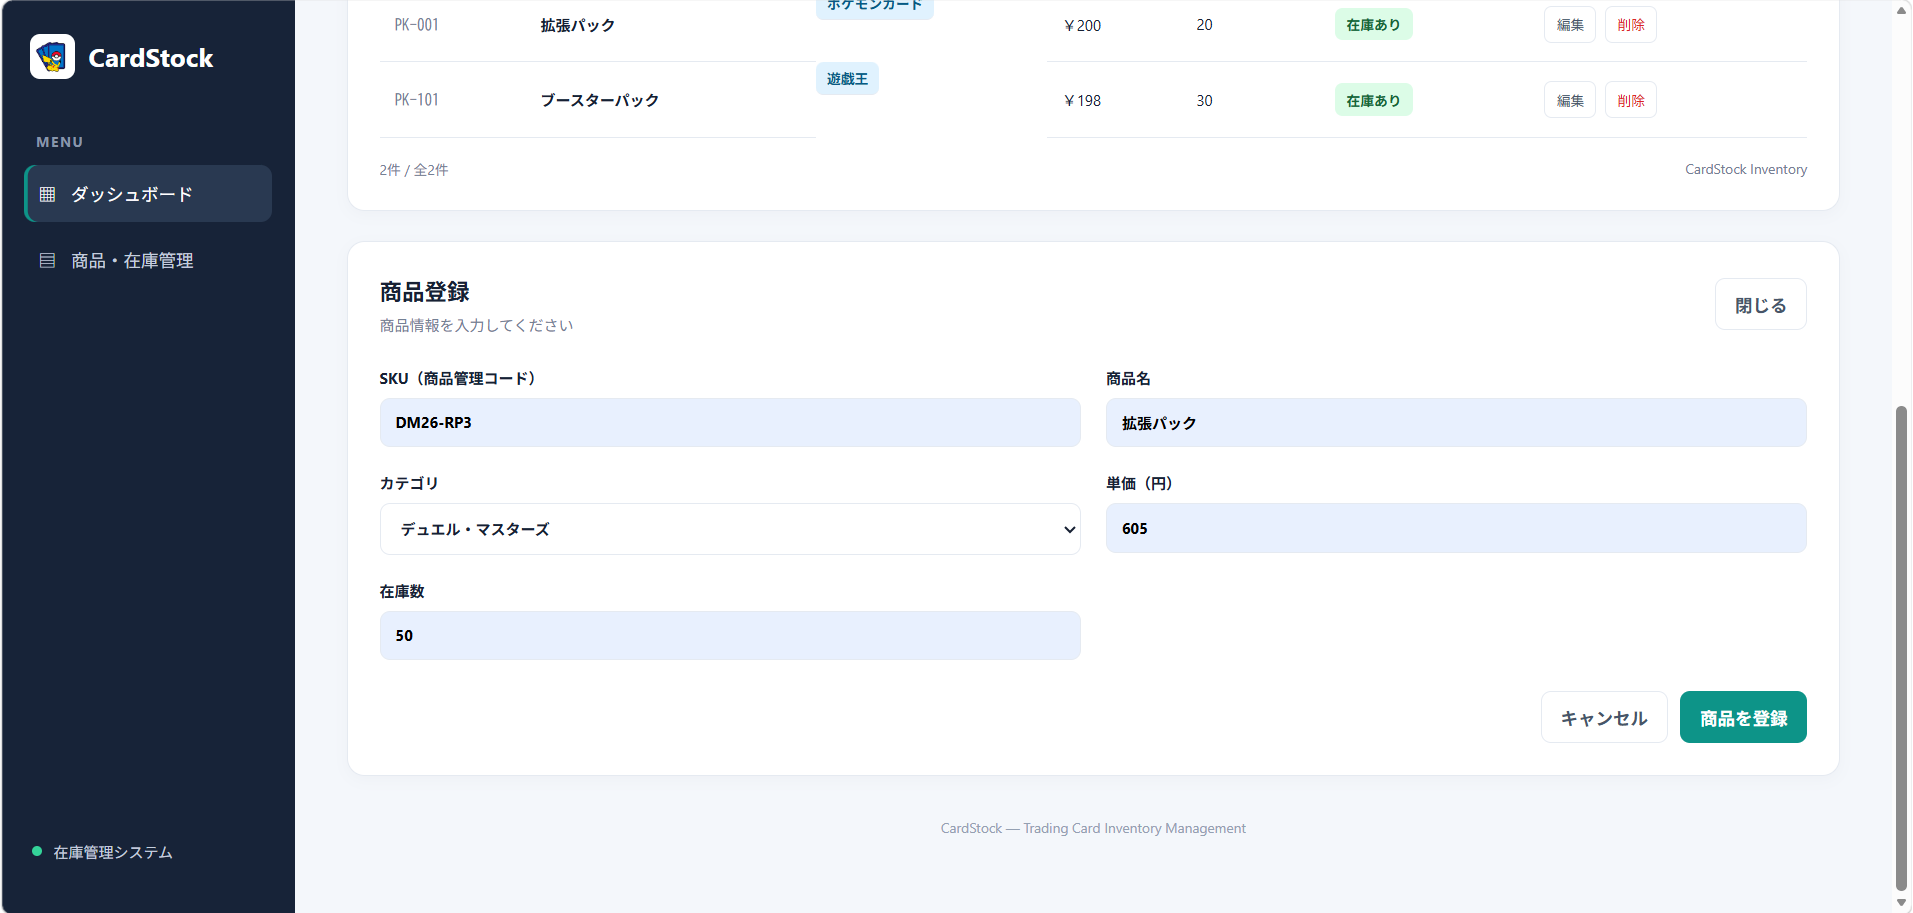 CardStock
MENU
ダッシュボード
商品・在庫管理
在庫管理システム
PK-001 拡張パック ポケモンカード ¥200 20 在庫あり 編集 削除
PK-101 ブースターパック 遊戯王 ¥198 30 在庫あり 編集 削除
2件 / 全2件 CardStock Inventory
商品登録
商品情報を入力してください
閉じる
SKU（商品管理コード） 商品名
DM26-RP3 拡張パック
カテゴリ 単価（円）
デュエル・マスターズ 605
在庫数
50
キャンセル 商品を登録
CardStock — Trading Card Inventory Management